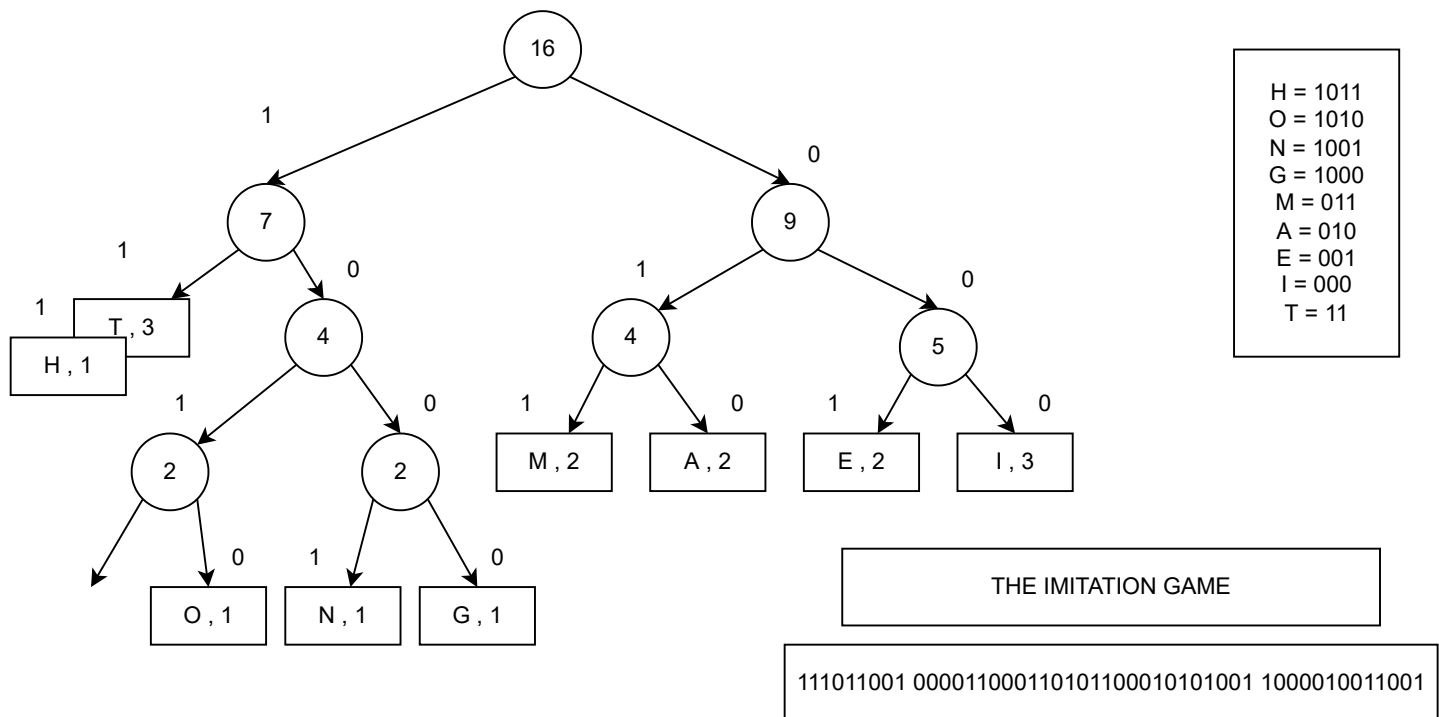 16
1
0
7
9
1
0
1
0
1
T , 3
4
4
5
H , 1
1
0
1
0
1
0
2
2
M , 2
A , 2
E , 2
I , 3
0
1
0
O , 1
N , 1
G , 1
H = 1011
O = 1010
N = 1001
G = 1000
M = 011
A = 010
E = 001
I = 000
T = 11
THE IMITATION GAME
111011001 00001100011010110001010​1001 1000010011001